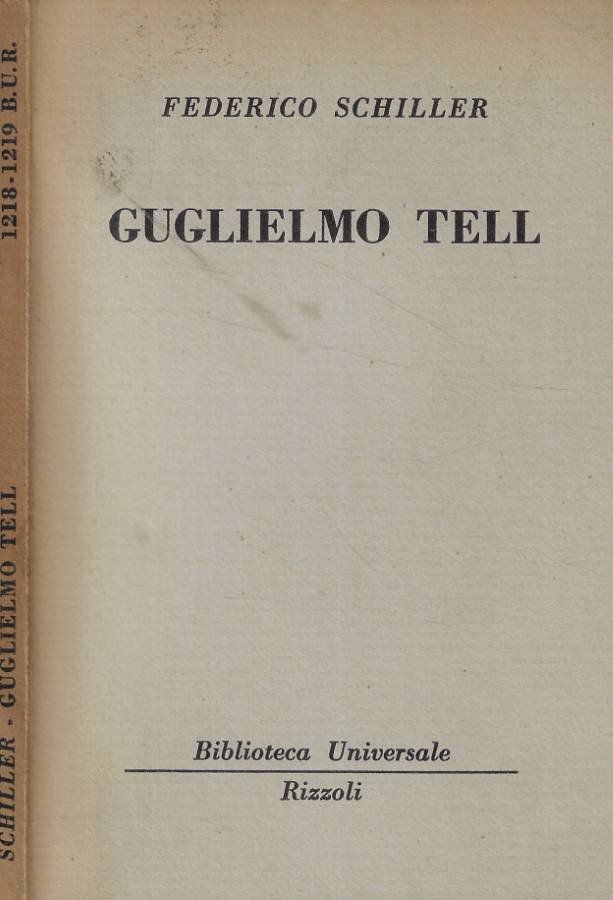 FEDERICO SCHILLER
GUGLIELMO TELL
Biblioteca Universale
Rizzoli
SCHILLER - GUGLIELMO TELL
1218-1219 B.U.R.